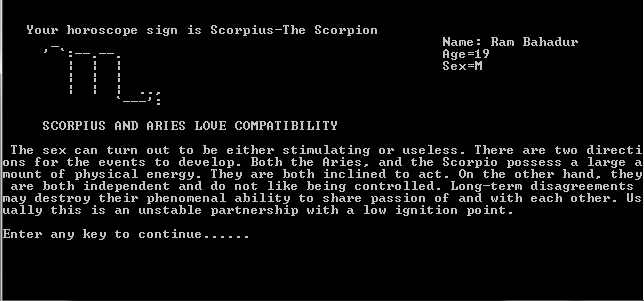 Your horoscope sign is Scorpius-The Scorpion
Name: Ram Bahadur
Age=19
Sex=M
SCORPIUS AND ARIES LOVE COMPATIBILITY
The sex can turn out to be either stimulating or useless. There are two directi
ons for the events to develop. Both the Aries, and the Scorpio possess a large a
mount of physical energy. They are both inclined to act. On the other hand, they
are both independent and do not like being controlled. Long-term disagreements
may destroy their phenomenal ability to share passion of and with each other. Us
ually this is an unstable partnership with a low ignition point.
Enter any key to continue......